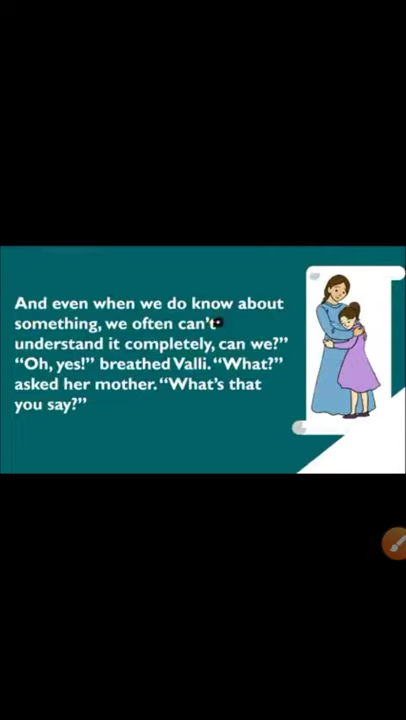 And even when we do know about
something, we often can't
understand it completely, can we?”
“Oh, yes!” breathed Valli. “What?”
asked her mother. “What's that
you say?”